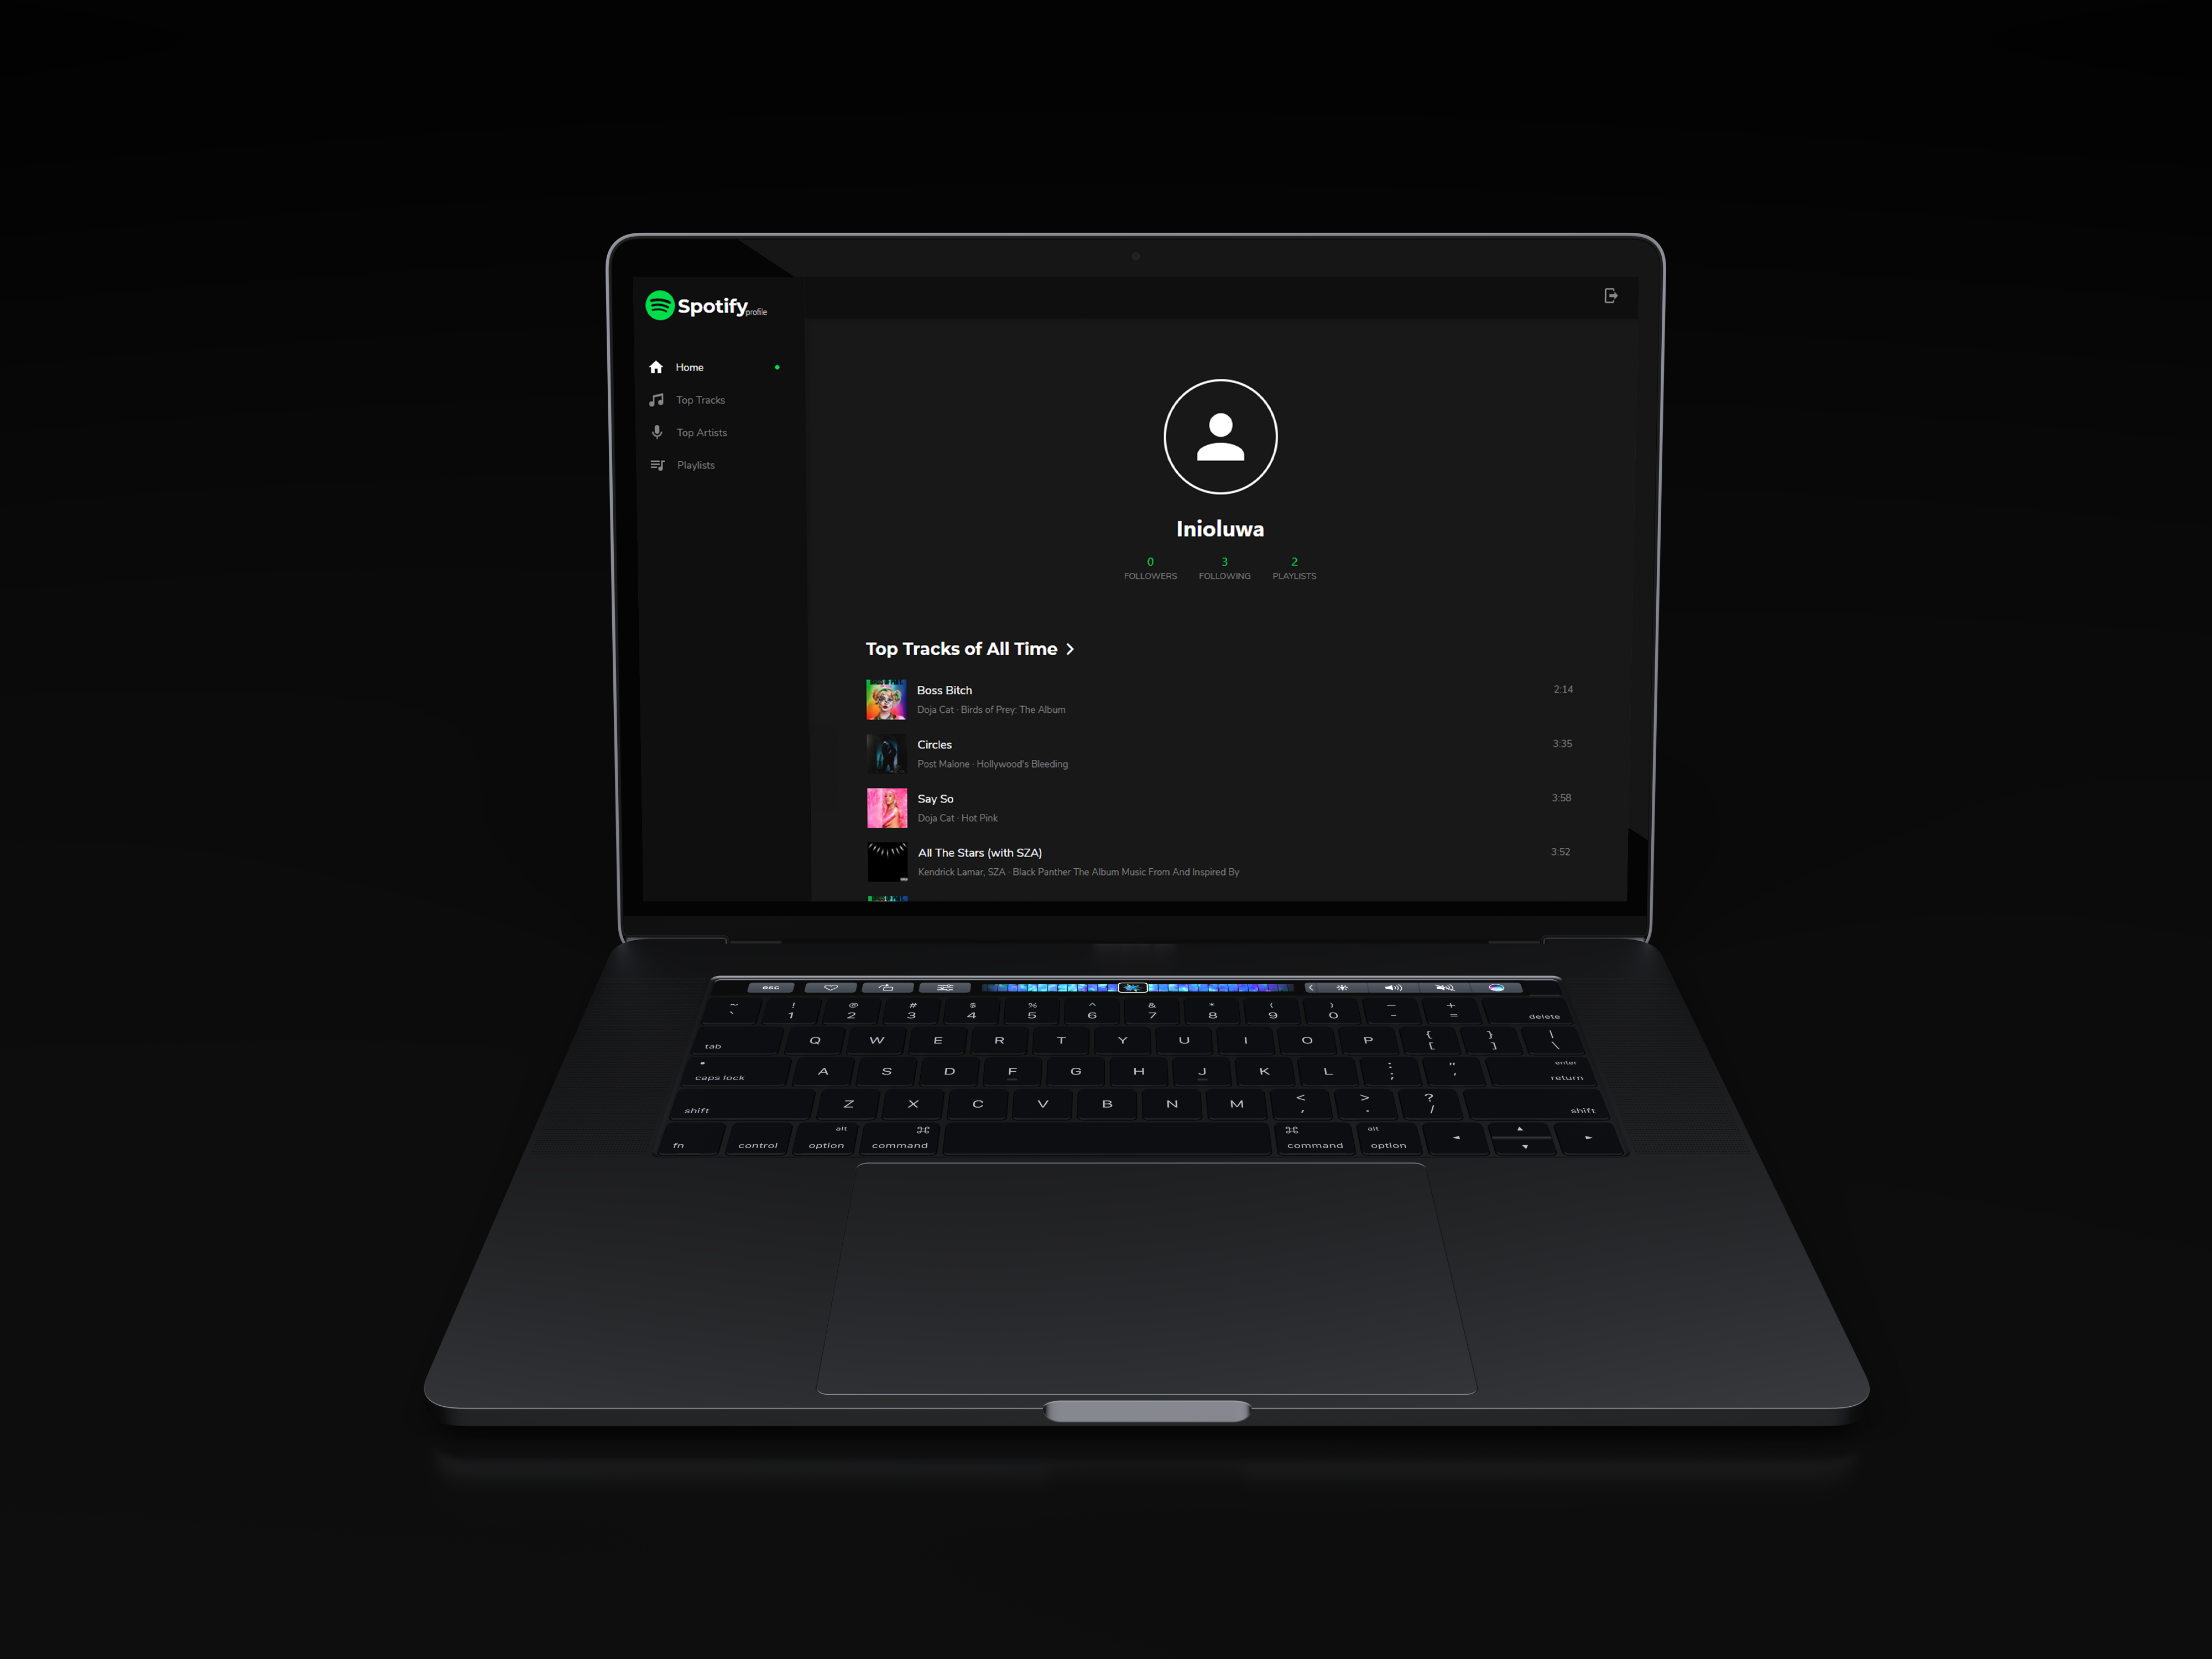 Spotify profile
Home
Top Tracks
Top Artists
Playlists
Inioluwa
0 3 2
FOLLOWERS FOLLOWING PLAYLISTS
Top Tracks of All Time
Boss Bitch 2:14
Doja Cat · Birds of Prey: The Album
Circles 3:35
Post Malone · Hollywood's Bleeding
Say So 3:58
Doja Cat · Hot Pink
All The Stars (with SZA) 3:52
Kendrick Lamar, SZA · Black Panther The Album Music From And Inspired By
esc
~ ! @ # $ % ^ & * ( ) — +
` 1 2 3 4 5 6 7 8 9 0 - = delete
tab Q W E R T Y U I O P { [ } ] | \
caps lock A S D F G H J K L : ; " ' enter return
shift Z X C V B N M < , > . ? / shift
fn control alt option ⌘ command ⌘ command alt option ◄ ▲ ▼ ►